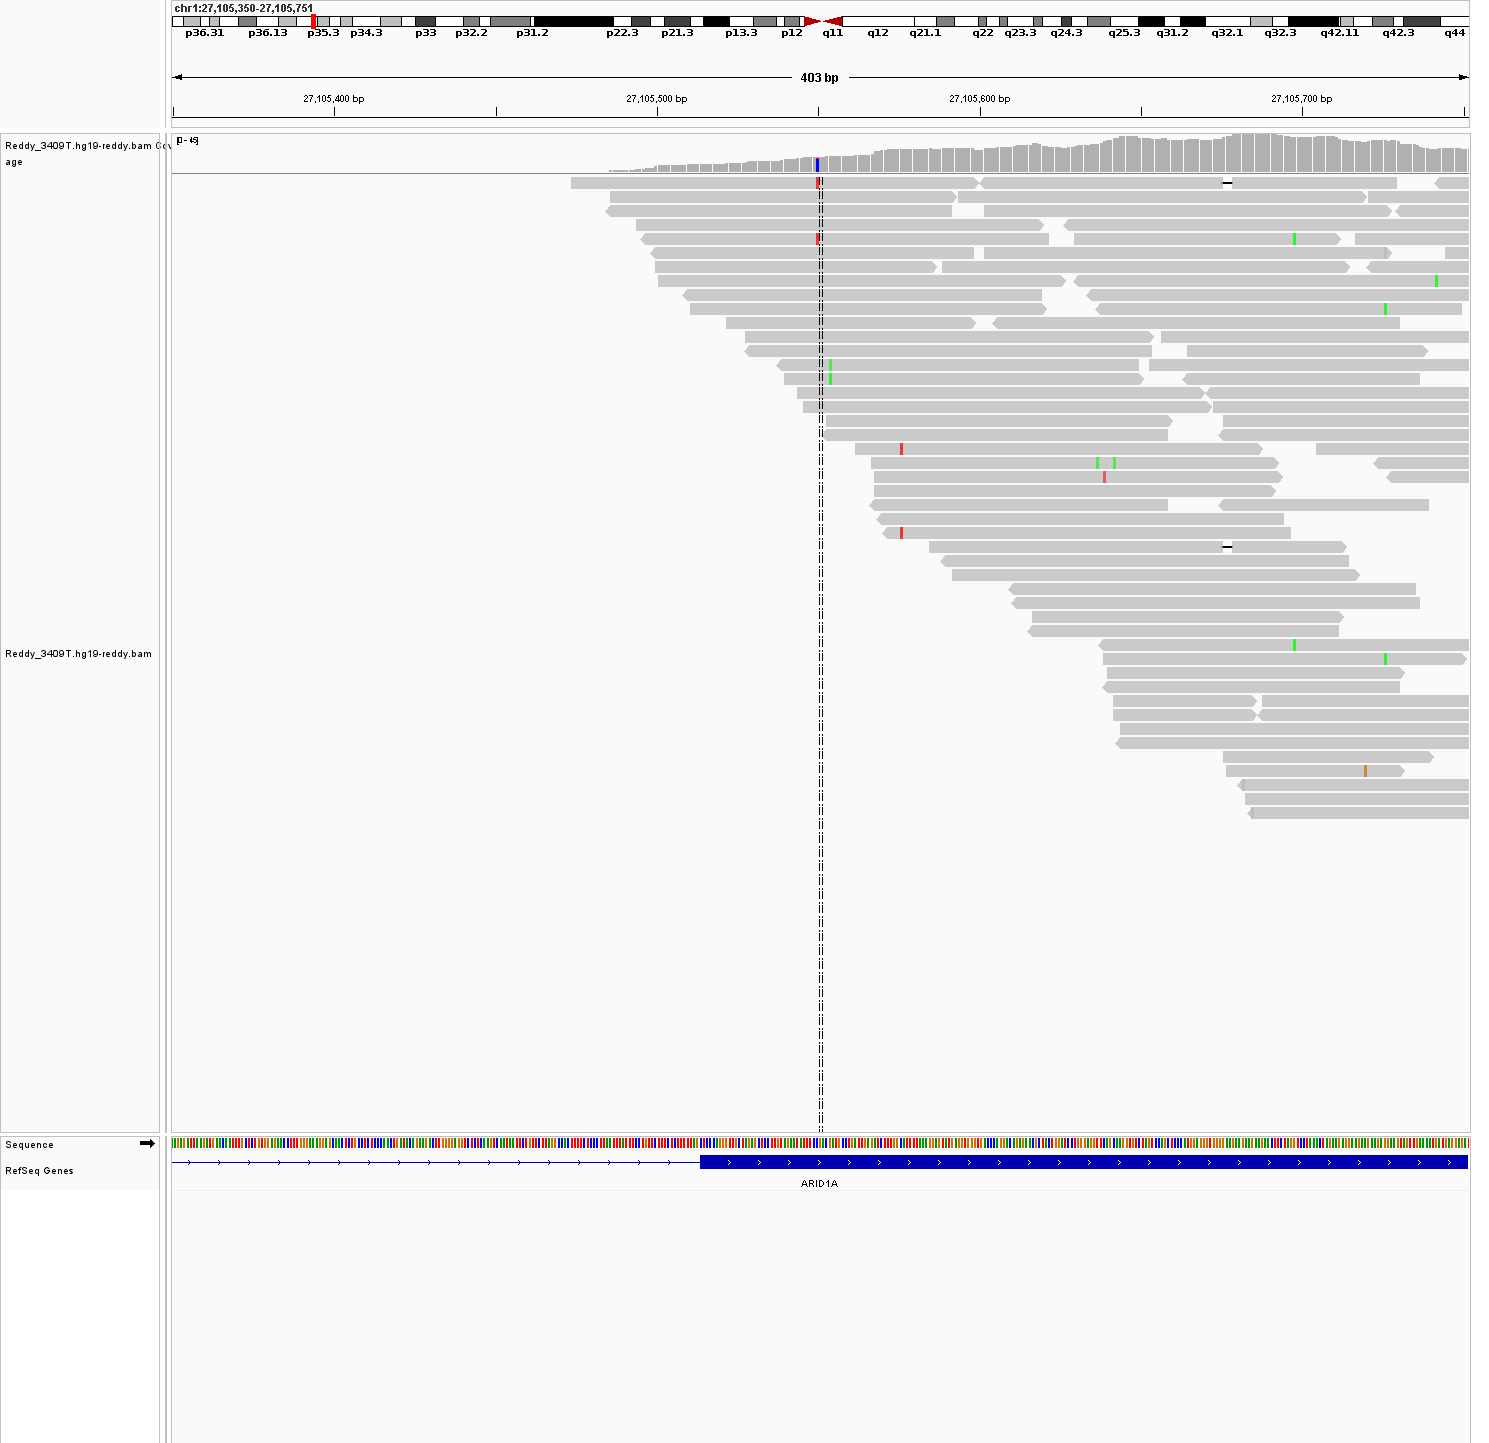 chr1:27,105,350-27,105,751
p36.31 p36.13 p35.3 p34.3 p33 p32.2 p31.2 p22.3 p21.3 p13.3 p12 q11 q12 q21.1 q22 q23.3 q24.3 q25.3 q31.2 q32.1 q32.3 q42.11 q42.3 q44
403 bp
27,105,400 bp 27,105,500 bp 27,105,600 bp 27,105,700 bp
Reddy_3409T.hg19-reddy.bam Cov
age
Reddy_3409T.hg19-reddy.bam
Sequence
RefSeq Genes
ARID1A